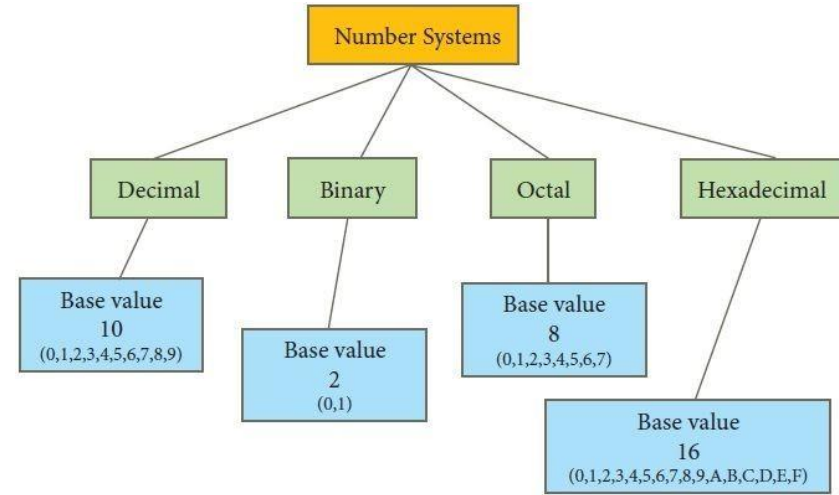 Number Systems
Decimal
Binary
Octal
Hexadecimal
Base value
10
(0,1,2,3,4,5,6,7,8,9)
Base value
2
(0,1)
Base value
8
(0,1,2,3,4,5,6,7)
Base value
16
(0,1,2,3,4,5,6,7,8,9,A,B,C,D,E,F)